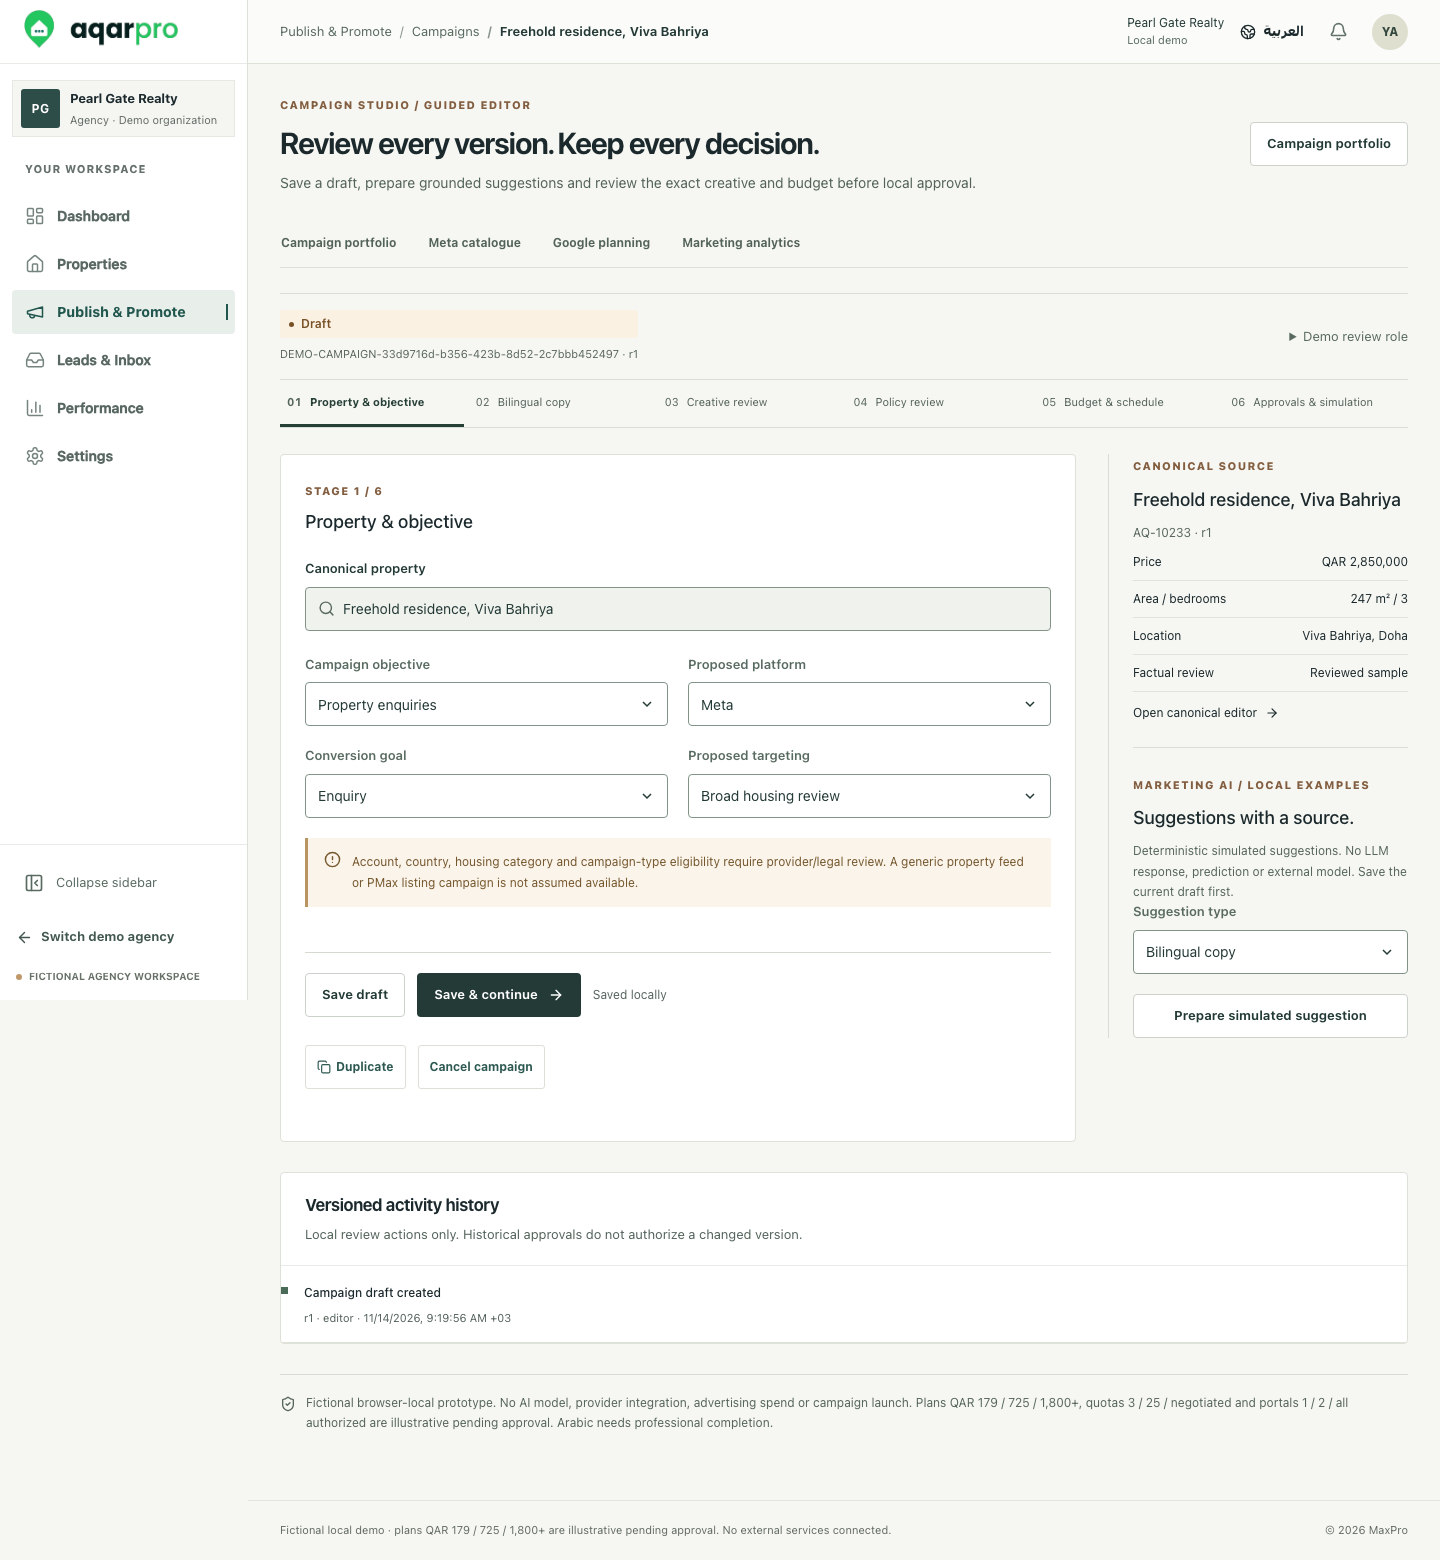 aqarpro
Publish & Promote / Campaigns / Freehold residence, Viva Bahriya
Pearl Gate Realty
Local demo
العربية
YA
PG
Pearl Gate Realty
Agency · Demo organization
YOUR WORKSPACE
Dashboard
Properties
Publish & Promote
Leads & Inbox
Performance
Settings
Collapse sidebar
Switch demo agency
FICTIONAL AGENCY WORKSPACE
CAMPAIGN STUDIO / GUIDED EDITOR
Review every version. Keep every decision.
Save a draft, prepare grounded suggestions and review the exact creative and budget before local approval.
Campaign portfolio
Campaign portfolio
Meta catalogue
Google planning
Marketing analytics
Draft
DEMO-CAMPAIGN-33d9716d-b356-423b-8d52-2c7bbb452497 · r1
Demo review role
01 Property & objective
02 Bilingual copy
03 Creative review
04 Policy review
05 Budget & schedule
06 Approvals & simulation
STAGE 1 / 6
Property & objective
Canonical property
Freehold residence, Viva Bahriya
Campaign objective
Property enquiries
Proposed platform
Meta
Conversion goal
Enquiry
Proposed targeting
Broad housing review
Account, country, housing category and campaign-type eligibility require provider/legal review. A generic property feed
or PMax listing campaign is not assumed available.
Save draft
Save & continue
Saved locally
Duplicate
Cancel campaign
CANONICAL SOURCE
Freehold residence, Viva Bahriya
AQ-10233 · r1
Price QAR 2,850,000
Area / bedrooms 247 m² / 3
Location Viva Bahriya, Doha
Factual review Reviewed sample
Open canonical editor
MARKETING AI / LOCAL EXAMPLES
Suggestions with a source.
Deterministic simulated suggestions. No LLM
response, prediction or external model. Save the
current draft first.
Suggestion type
Bilingual copy
Prepare simulated suggestion
Versioned activity history
Local review actions only. Historical approvals do not authorize a changed version.
Campaign draft created
r1 · editor · 11/14/2026, 9:19:56 AM +03
Fictional browser-local prototype. No AI model, provider integration, advertising spend or campaign launch. Plans QAR 179 / 725 / 1,800+, quotas 3 / 25 / negotiated and portals 1 / 2 / all
authorized are illustrative pending approval. Arabic needs professional completion.
Fictional local demo · plans QAR 179 / 725 / 1,800+ are illustrative pending approval. No external services connected.
© 2026 MaxPro